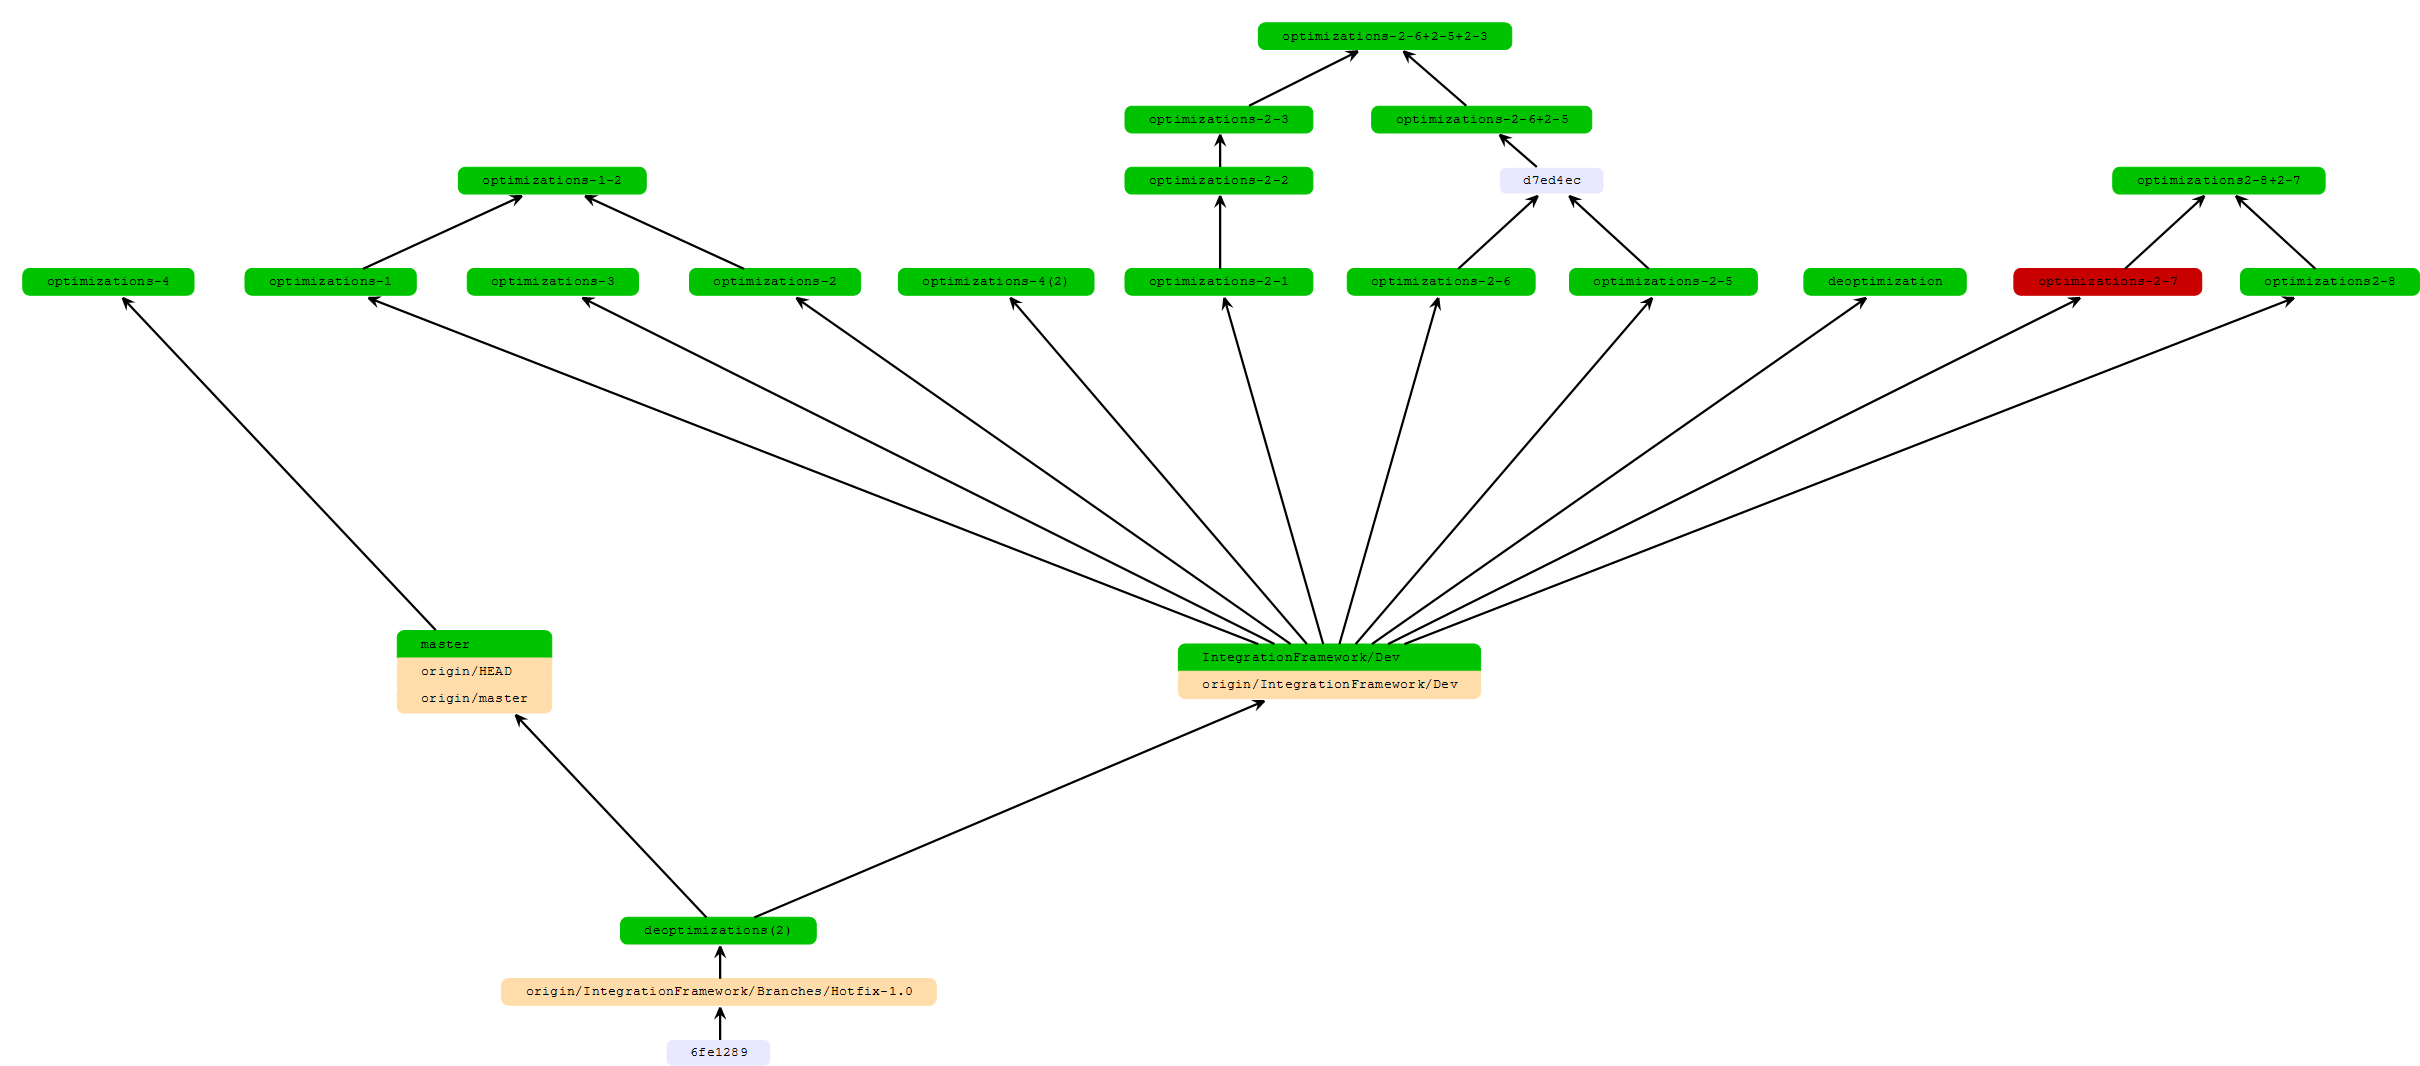 optimizations-2-6+2-5+2-3
optimizations-2-3
optimizations-2-6+2-5
optimizations-1-2
optimizations-2-2
d7ed4ec
optimizations2-8+2-7
optimizations-4
optimizations-1
optimizations-3
optimizations-2
optimizations-4(2)
optimizations-2-1
optimizations-2-6
optimizations-2-5
deoptimization
optimizations-2-7
optimizations2-8
master
origin/HEAD
origin/master
IntegrationFramework/Dev
origin/IntegrationFramework/Dev
deoptimizations(2)
origin/IntegrationFramework/Branches/Hotfix-1.0
6fe1289